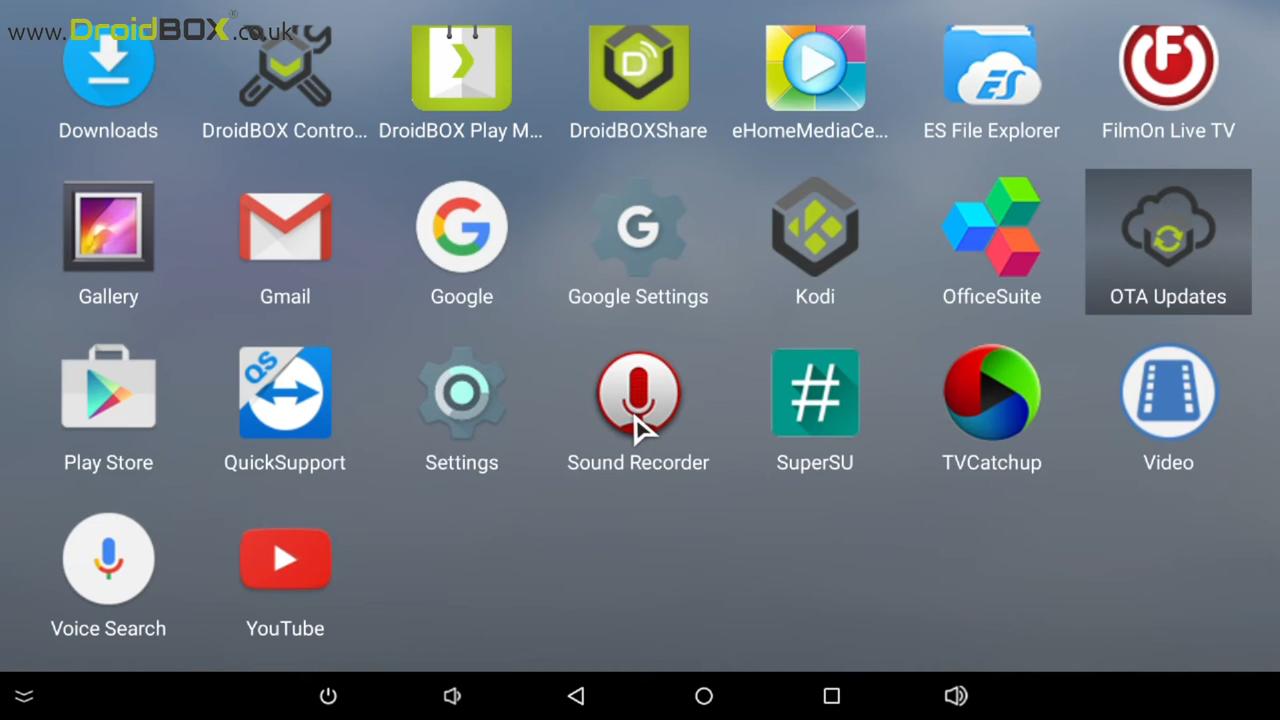 www.DroidBOX®.co.uk
Downloads
DroidBOX Contro...
DroidBOX Play M...
DroidBOXShare
eHomeMediaCe...
ES File Explorer
FilmOn Live TV
Gallery
Gmail
Google
Google Settings
Kodi
OfficeSuite
OTA Updates
Play Store
QuickSupport
Settings
Sound Recorder
SuperSU
TVCatchup
Video
Voice Search
YouTube
D
ES
F
G
G
QS
#